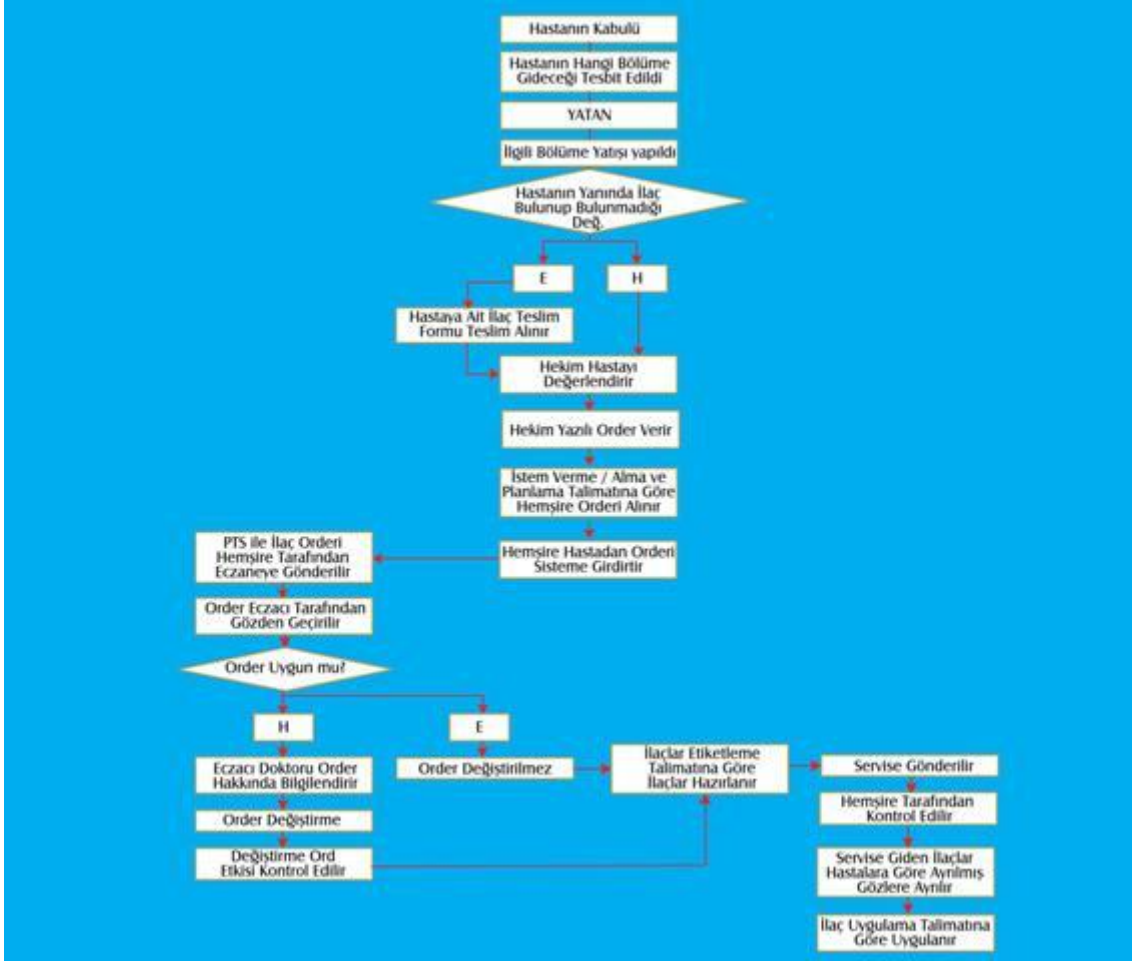 Hastanın Kabulü
Hastanın Hangi Bölüme
Gideceği Tesbit Edildi
YATAN
İlgili Bölüme Yatışı yapıldı
Hastanın Yanında İlaç
Bulunup Bulunmadığı
Değ.
E
H
Hastaya Ait İlaç Teslim
Formu Teslim Alınır
Hekim Hastayı
Değerlendirir
Hekim Yazılı Order Verir
İstem Verme / Alma ve
Planlama Talimatına Göre
Hemşire Orderi Alınır
Hemşire Hastadan Orderi
Sisteme Girdirtir
PTS ile İlaç Orderi
Hemşire Tarafından
Eczaneye Gönderilir
Order Eczacı Tarafından
Gözden Geçirilir
Order Uygun mu?
H
E
Eczacı Doktoru Order
Hakkında Bilgilendirir
Order Değiştirme
Değiştirme Ord
Etkisi Kontrol Edilir
Order Değiştirilmez
İlaçlar Etiketleme
Talimatına Göre
İlaçlar Hazırlanır
Servise Gönderilir
Hemşire Tarafından
Kontrol Edilir
Servise Giden İlaçlar
Hastalara Göre Ayrılmış
Gözlere Ayrılır
İlaç Uygulama Talimatına
Göre Uygulanır